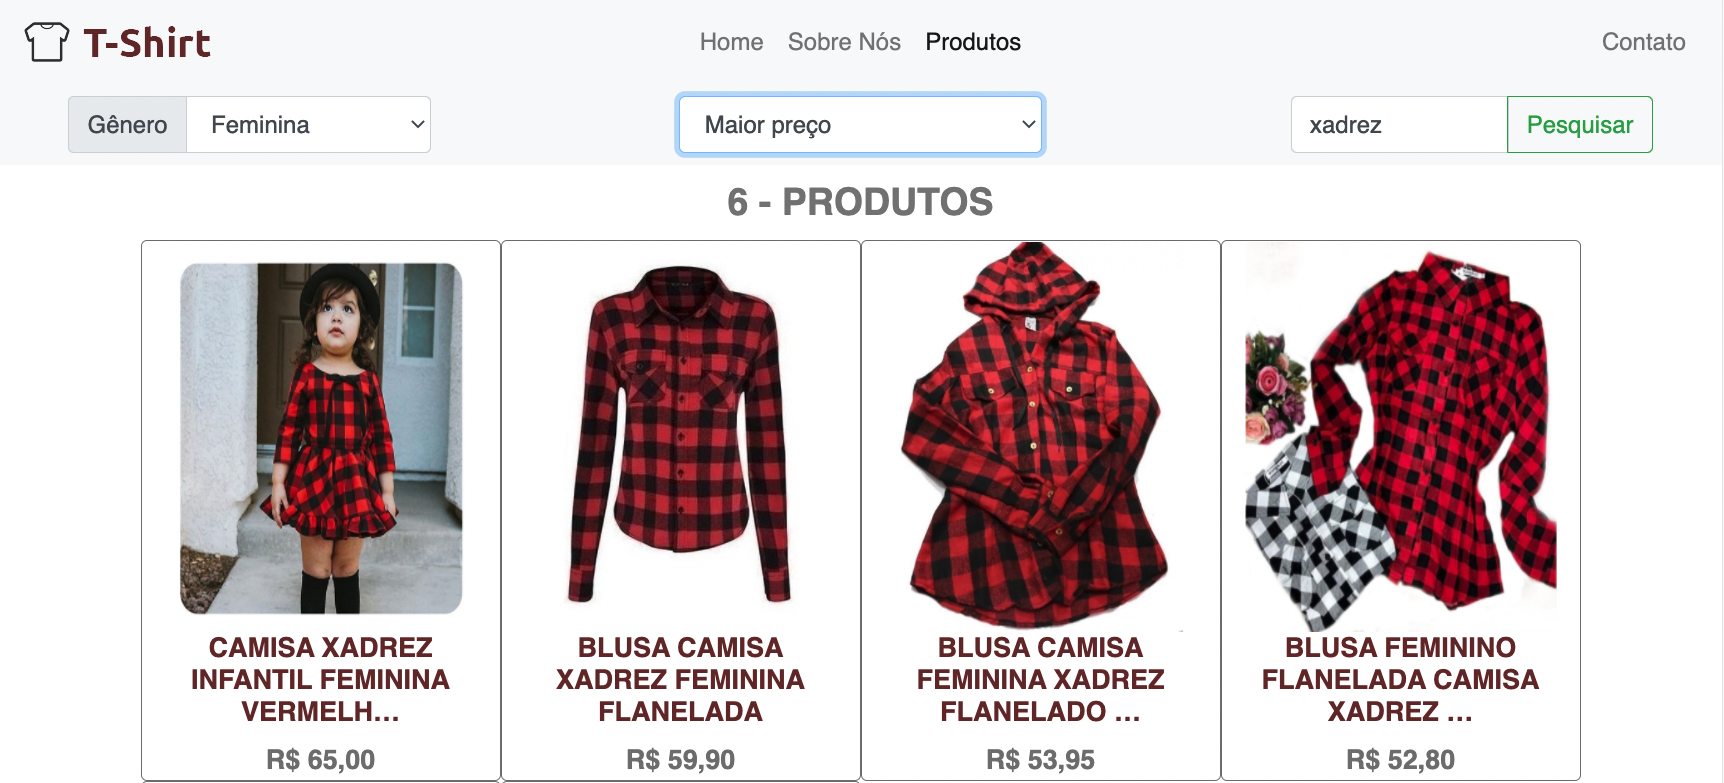 T-Shirt
Home Sobre Nós Produtos Contato
Gênero Feminina Maior preço xadrez Pesquisar
6 - PRODUTOS
CAMISA XADREZ
INFANTIL FEMININA
VERMELH...
R$ 65,00
BLUSA CAMISA
XADREZ FEMININA
FLANELADA
R$ 59,90
BLUSA CAMISA
FEMININA XADREZ
FLANELADO ...
R$ 53,95
BLUSA FEMININO
FLANELADA CAMISA
XADREZ ...
R$ 52,80